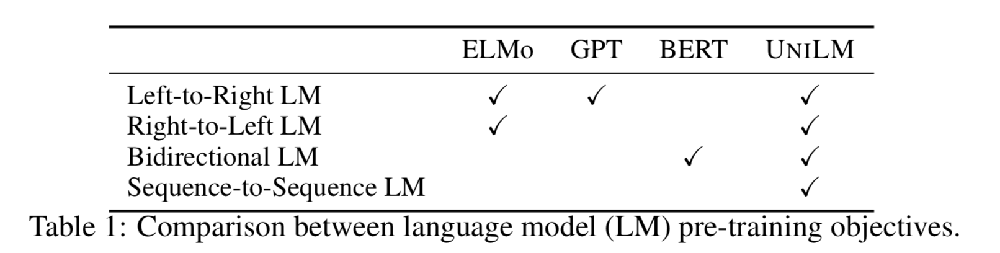 ELMo GPT BERT UNILM
Left-to-Right LM ✓ ✓ ✓
Right-to-Left LM ✓ ✓
Bidirectional LM ✓ ✓
Sequence-to-Sequence LM ✓
Table 1: Comparison between language model (LM) pre-training objectives.